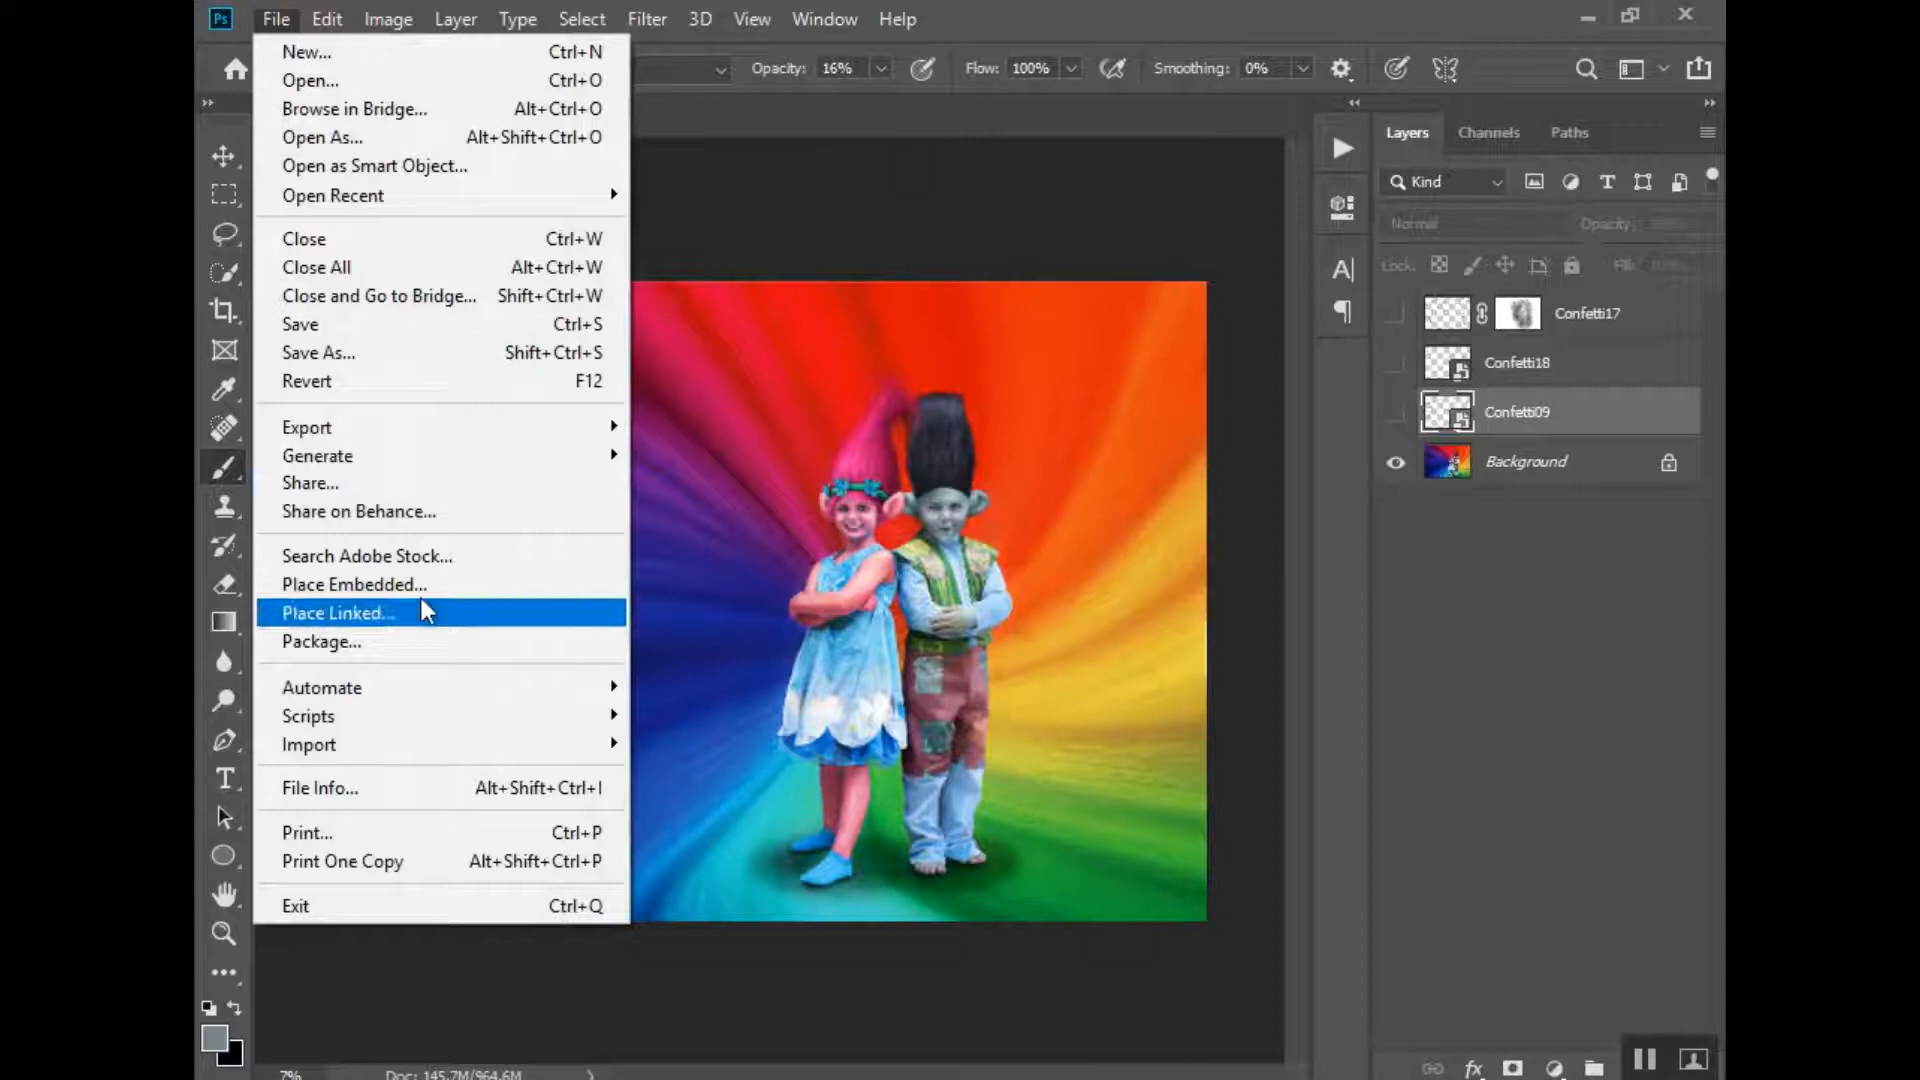 Ps File Edit Image Layer Type Select Filter 3D View Window Help
Opacity: 16% Flow: 100% Smoothing: 0%
New... Ctrl+N
Open... Ctrl+O
Browse in Bridge... Alt+Ctrl+O
Open As... Alt+Shift+Ctrl+O
Open as Smart Object...
Open Recent
Close Ctrl+W
Close All Alt+Ctrl+W
Close and Go to Bridge... Shift+Ctrl+W
Save Ctrl+S
Save As... Shift+Ctrl+S
Revert F12
Export
Generate
Share...
Share on Behance...
Search Adobe Stock...
Place Embedded...
Place Linked...
Package...
Automate
Scripts
Import
File Info... Alt+Shift+Ctrl+I
Print... Ctrl+P
Print One Copy Alt+Shift+Ctrl+P
Exit Ctrl+Q
Layers Channels Paths
Kind
Normal Opacity:
Lock: Fill:
Confetti17
Confetti18
Confetti09
Background
fx
7% Doc: 145.7M/964.6M